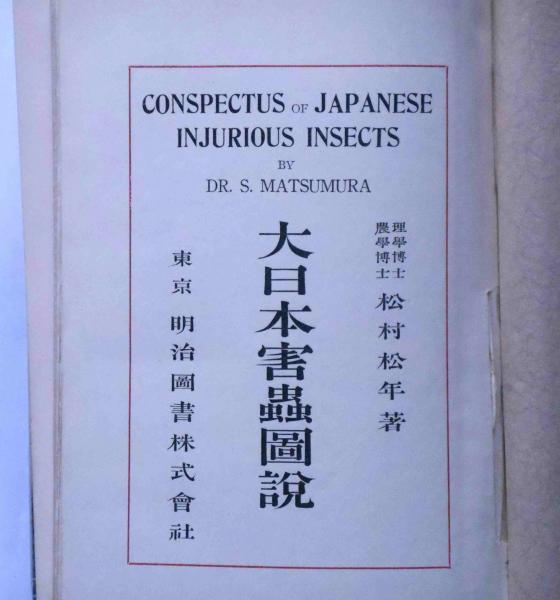 CONSPECTUS OF JAPANESE
INJURIOUS INSECTS
BY
DR. S. MATSUMURA
理學博士
農學博士
松村松年著
大日本害蟲圖說
東京 明治圖書株式會社